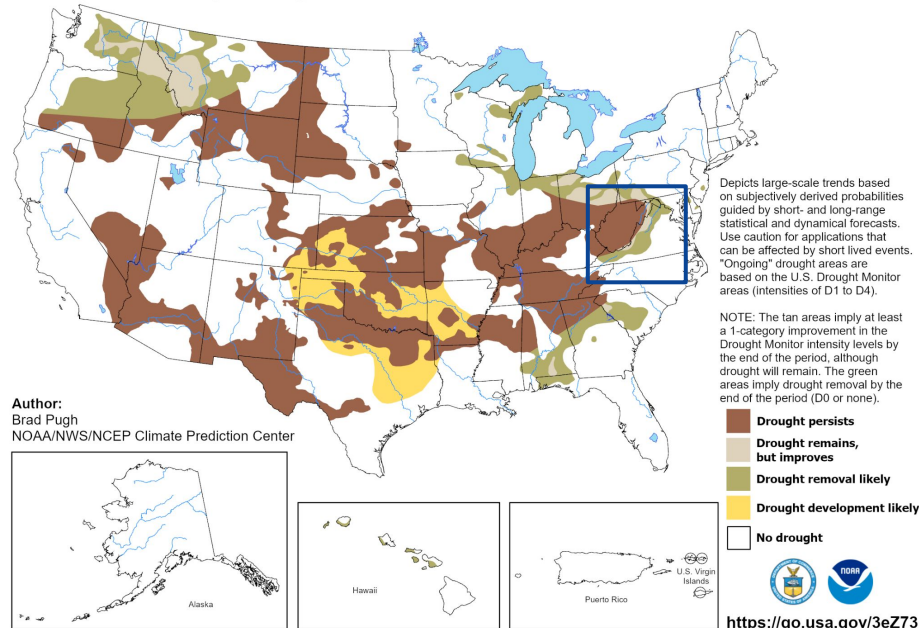 Depicts large-scale trends based
on subjectively derived probabilities
guided by short- and long-range
statistical and dynamical forecasts.
Use caution for applications that
can be affected by short lived events.
"Ongoing" drought areas are
based on the U.S. Drought Monitor
areas (intensities of D1 to D4).
NOTE: The tan areas imply at least
a 1-category improvement in the
Drought Monitor intensity levels by
the end of the period, although
drought will remain. The green
areas imply drought removal by the
end of the period (D0 or none).
Author:
Brad Pugh
NOAA/NWS/NCEP Climate Prediction Center
Drought persists
Drought remains,
but improves
Drought removal likely
Drought development likely
No drought
Alaska
Hawaii
Puerto Rico
U.S. Virgin
Islands
NOAA
https://go.usa.gov/3eZ73